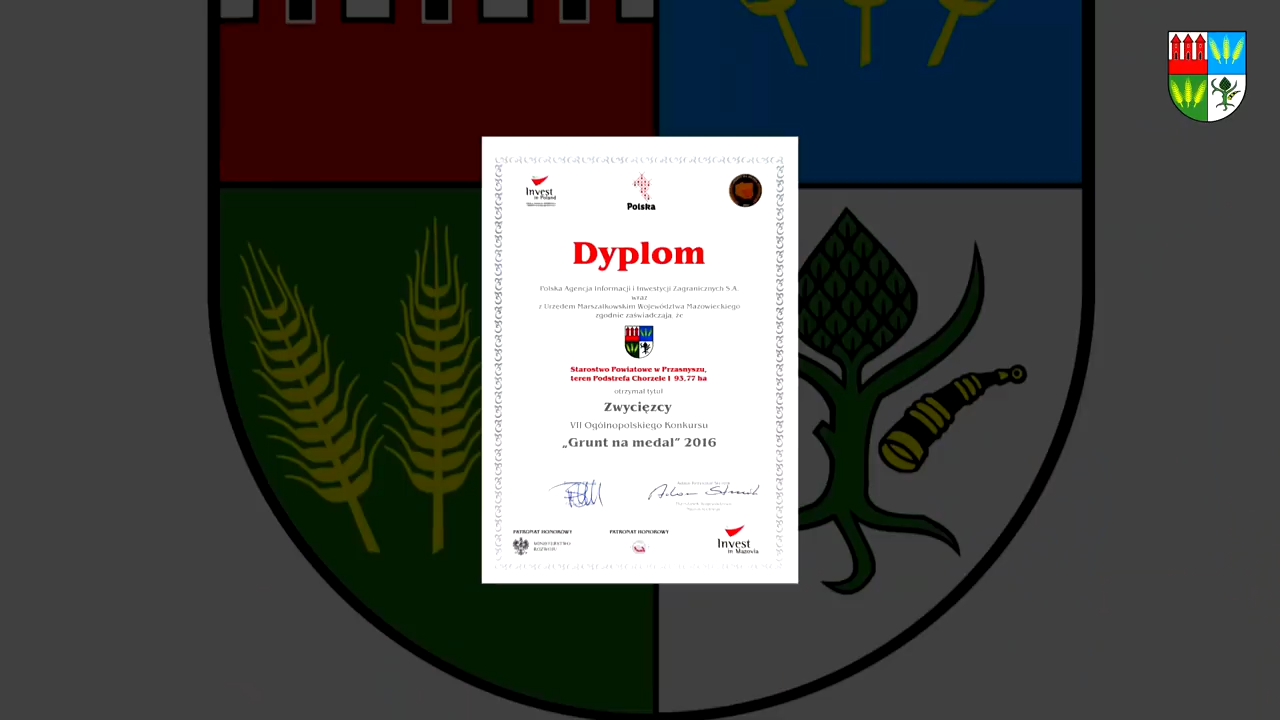 Invest
in Poland
Polska
Dyplom
Polska Agencja Informacji i Inwestycji Zagranicznych S.A.
wraz
z Urzędem Marszałkowskim Województwa Mazowieckiego
zgodnie zaświadczają, że
Starostwo Powiatowe w Przasnyszu,
teren Podstrefa Chorzele I 93,77 ha
otrzymał tytuł
Zwycięzcy
VII Ogólnopolskiego Konkursu
„Grunt na medal” 2016
PATRONAT HONOROWY
MINISTERSTWO
ROZWOJU
PATRONAT HONOROWY
Invest
in Mazovia